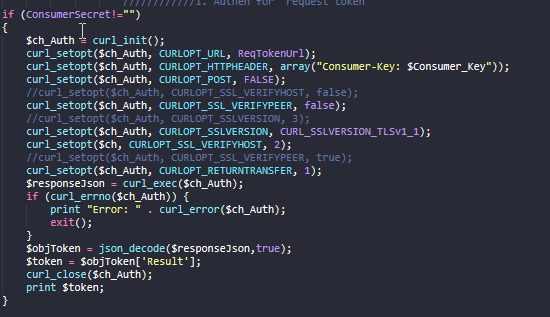 ////////////1. Authen for request token
if (ConsumerSecret!="")
{
$ch_Auth = curl_init();
curl_setopt($ch_Auth, CURLOPT_URL, ReqTokenUrl);
curl_setopt($ch_Auth, CURLOPT_HTTPHEADER, array("Consumer-Key: $Consumer_Key"));
curl_setopt($ch_Auth, CURLOPT_POST, FALSE);
//curl_setopt($ch_Auth, CURLOPT_SSL_VERIFYHOST, false);
curl_setopt($ch_Auth, CURLOPT_SSL_VERIFYPEER, false);
//curl_setopt($ch_Auth, CURLOPT_SSLVERSION, 3);
curl_setopt($ch_Auth, CURLOPT_SSLVERSION, CURL_SSLVERSION_TLSv1_1);
curl_setopt($ch, CURLOPT_SSL_VERIFYHOST, 2);
//curl_setopt($ch_Auth, CURLOPT_SSL_VERIFYPEER, true);
curl_setopt($ch_Auth, CURLOPT_RETURNTRANSFER, 1);
$responseJson = curl_exec($ch_Auth);
if (curl_errno($ch_Auth)) {
print "Error: " . curl_error($ch_Auth);
exit();
}
$objToken = json_decode($responseJson,true);
$token = $objToken['Result'];
curl_close($ch_Auth);
print $token;
}